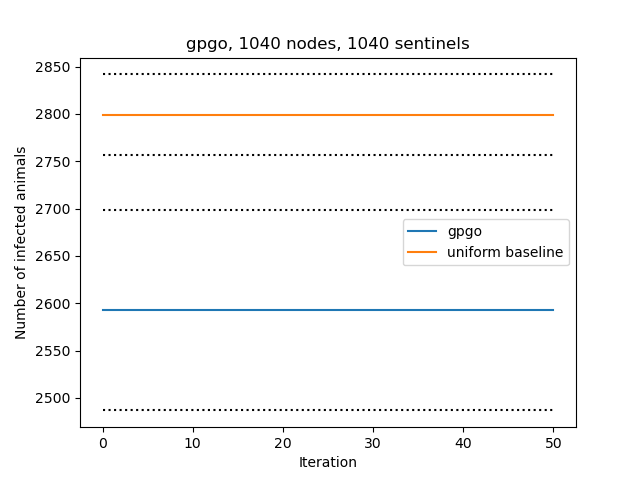 gpgo, 1040 nodes, 1040 sentinels
2850
2800
2750
2700
2650
2600
2550
2500
Number of infected animals
gpgo
uniform baseline
0
10
20
30
40
50
Iteration